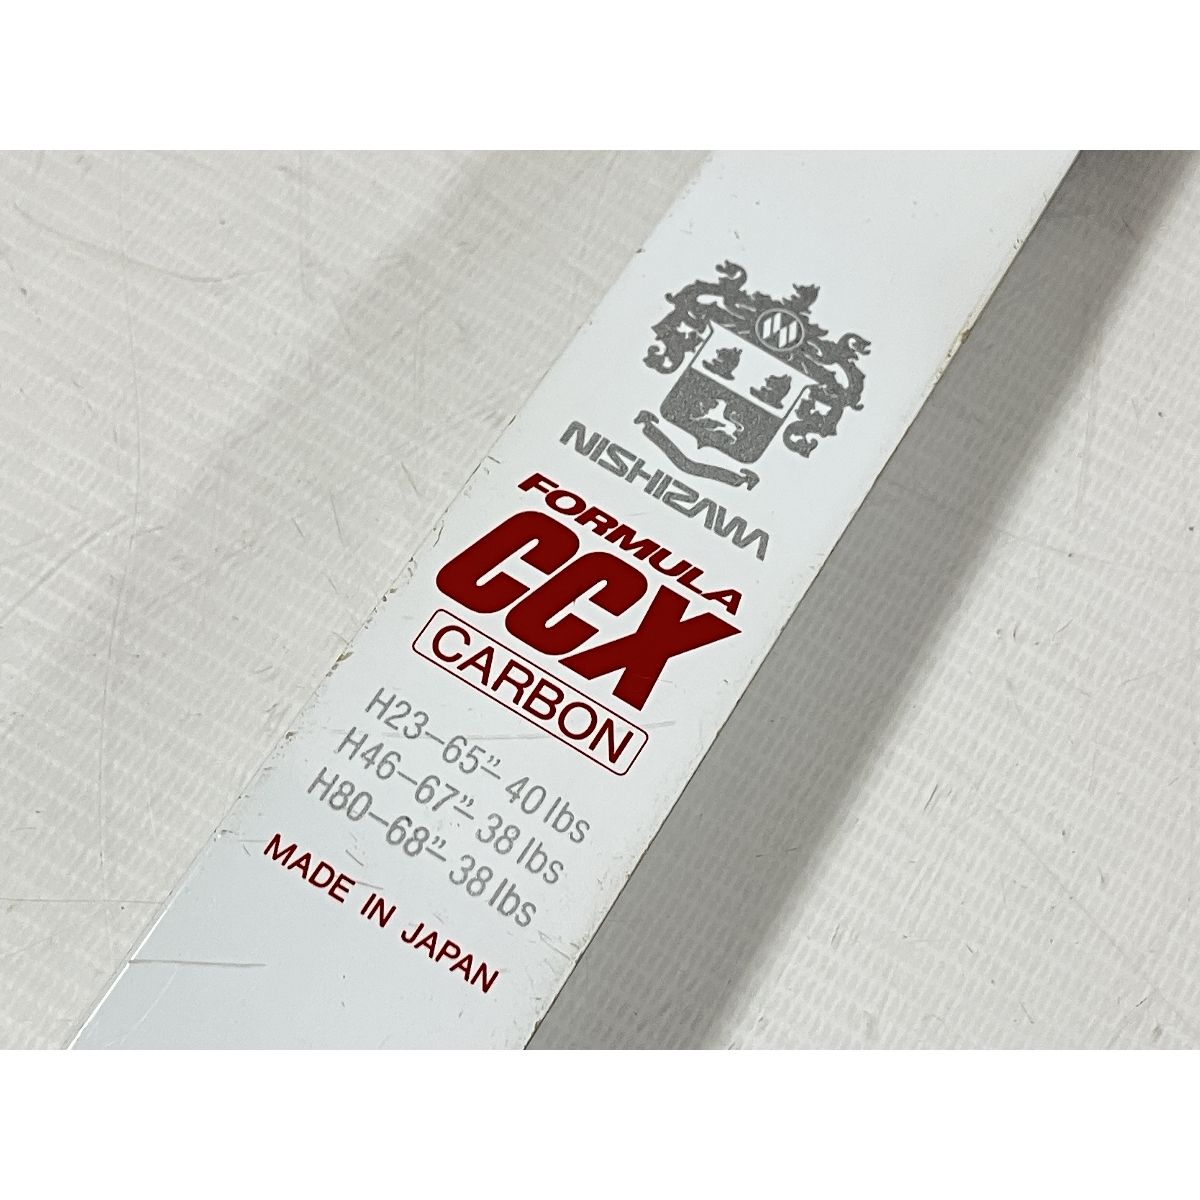 NISHIZAWA
FORMULA
CCX
CARBON
H23-65"-40 lbs
H46-67"-38 lbs
H80-68"-38 lbs
MADE IN JAPAN